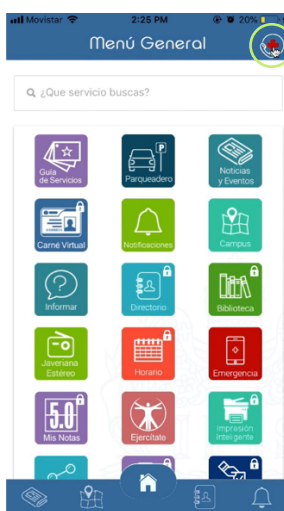 Movistar 2:25 PM 20%
Menú General
¿Que servicio buscas?
Guía
de Servicios
P
Parqueadero
Noticias
y Eventos
Carné Virtual
Notificaciones
Campus
Informar
Directorio
Biblioteca
Javeriana
Estéreo
Horario
Emergencia
5.0
Mis Notas
Ejercítate
Impresión
Inteligente